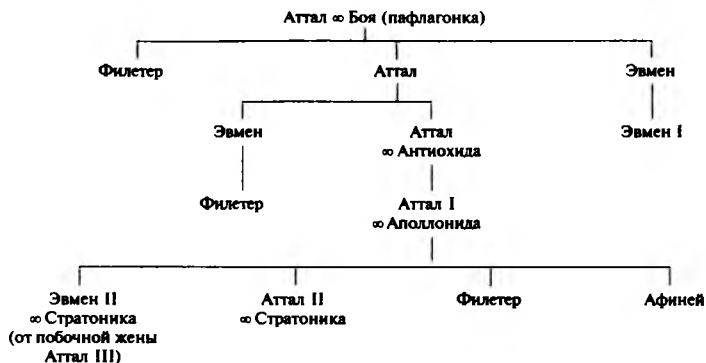 Аттал ∞ Боя (пафлагонка)
Филетер Аттал Эвмен
Эвмен Аттал Эвмен I
∞ Антиохида
Филетер Аттал I
∞ Аполлонида
Эвмен II Аттал II Филетер Афиней
∞ Стратоника ∞ Стратоника
(от побочной жены
Аттал III)